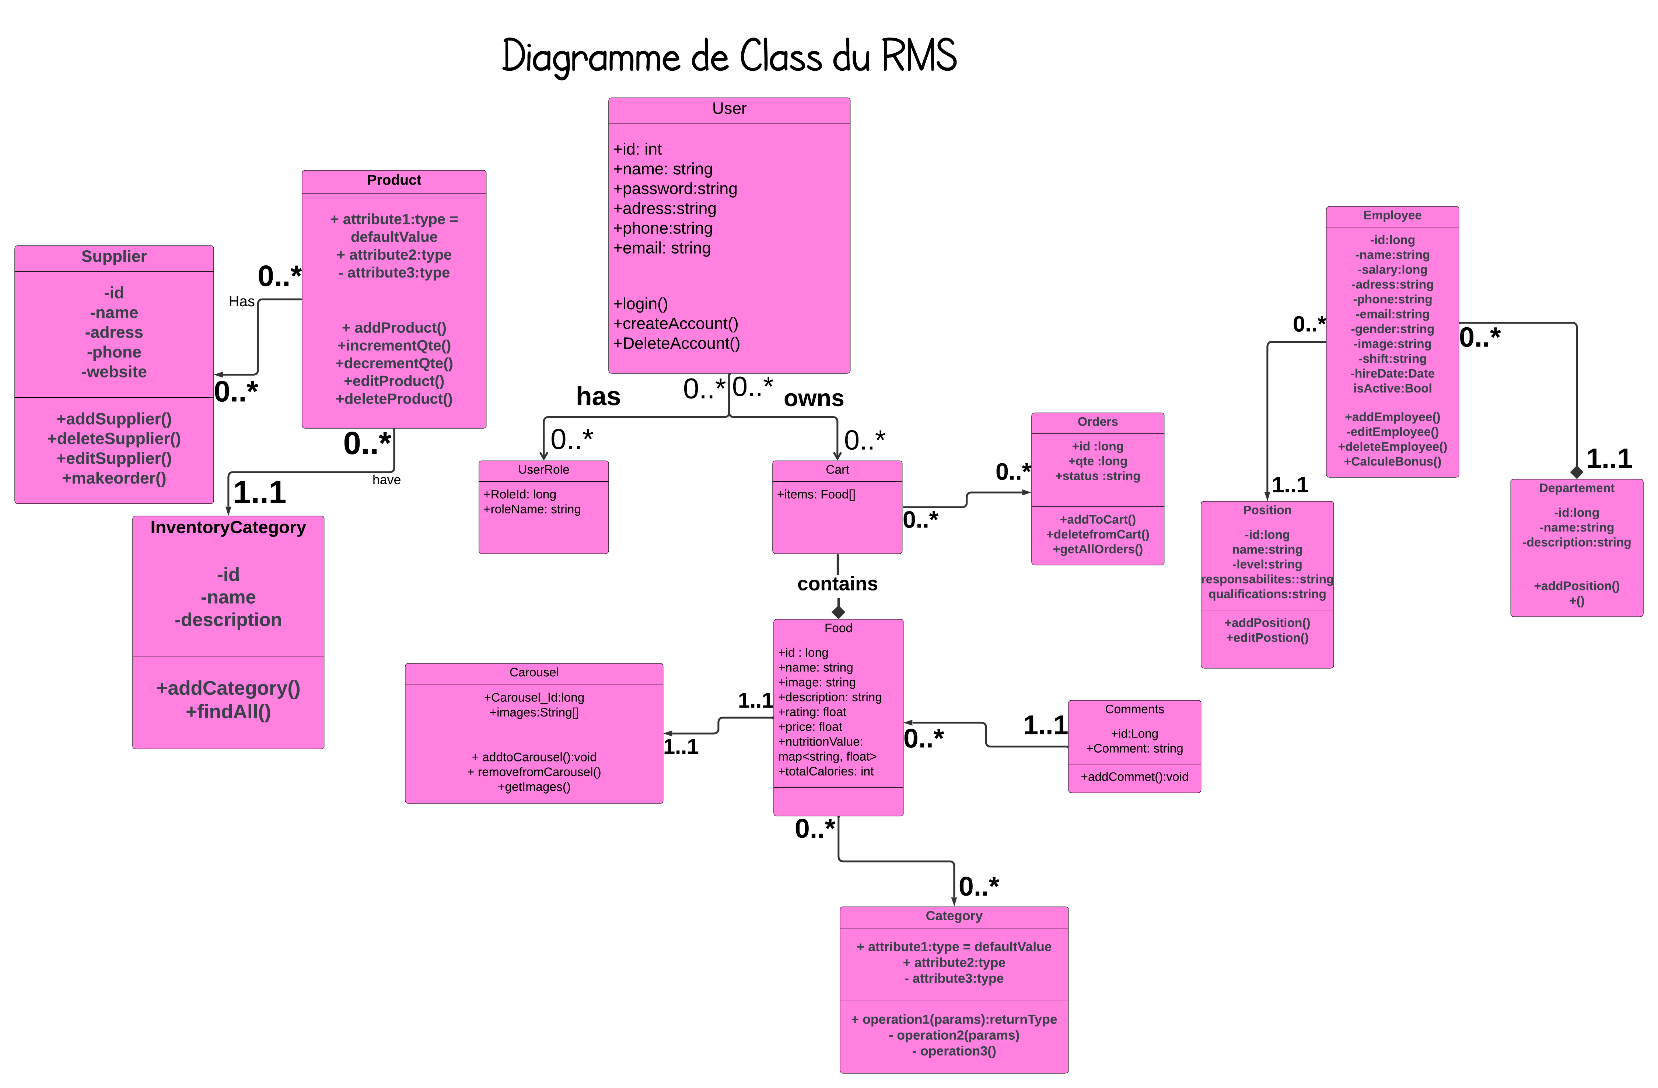 Diagramme de Class du RMS
User
+id: int
+name: string
+password:string
+adress:string
+phone:string
+email: string
+login()
+createAccount()
+DeleteAccount()
Product
+ attribute1:type =
defaultValue
+ attribute2:type
- attribute3:type
+ addProduct()
+incrementQte()
+decrementQte()
+editProduct()
+deleteProduct()
Supplier
-id
-name
-adress
-phone
-website
+addSupplier()
+deleteSupplier()
+editSupplier()
+makeorder()
0..*
Has
0..*
0..*
have
1..1
InventoryCategory
-id
-name
-description
+addCategory()
+findAll()
0..*
0..*
has
owns
0..*
0..*
UserRole
+RoleId: long
+roleName: string
Cart
+items: Food[]
0..*
0..*
Orders
+id :long
+qte :long
+status :string
+addToCart()
+deletefromCart()
+getAllOrders()
contains
Food
+id : long
+name: string
+image: string
+description: string
+rating: float
+price: float
+nutritionValue:
map<string, float>
+totalCalories: int
Carousel
+Carousel_Id:long
+images:String[]
+ addtoCarousel():void
+ removefromCarousel()
+getImages()
1..1
1..1
0..*
1..1
Comments
+id:Long
+Comment: string
+addCommet():void
0..*
0..*
Category
+ attribute1:type = defaultValue
+ attribute2:type
- attribute3:type
+ operation1(params):returnType
- operation2(params)
- operation3()
Employee
-id:long
-name:string
-salary:long
-adress:string
-phone:string
-email:string
-gender:string
-image:string
-shift:string
-hireDate:Date
isActive:Bool
+addEmployee()
-editEmployee()
+deleteEmployee()
+CalculeBonus()
0..*
0..*
1..1
1..1
Position
-id:long
name:string
-level:string
responsabilites::string
qualifications:string
+addPosition()
+editPostion()
Departement
-id:long
-name:string
-description:string
+addPosition()
+()